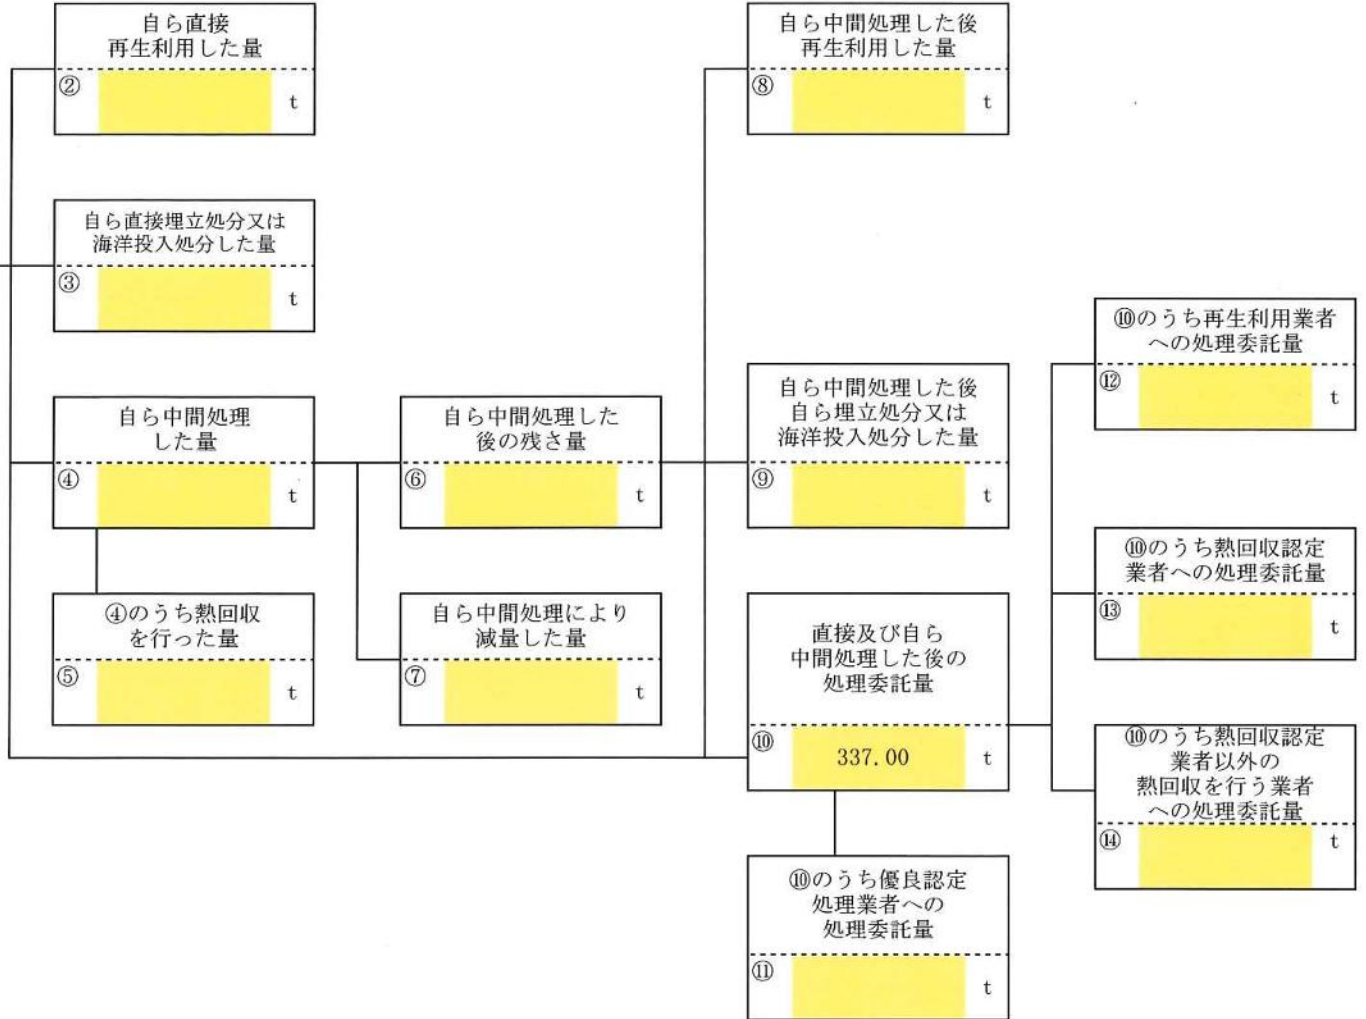 自ら直接
再生利用した量
②
t
自ら直接埋立処分又は
海洋投入処分した量
③
t
自ら中間処理
した量
④
t
④のうち熱回収
を行った量
⑤
t
自ら中間処理した
後の残さ量
⑥
t
自ら中間処理により
減量した量
⑦
t
自ら中間処理した後
再生利用した量
⑧
t
自ら中間処理した後
自ら埋立処分又は
海洋投入処分した量
⑨
t
直接及び自ら
中間処理した後の
処理委託量
⑩
337.00 t
⑩のうち優良認定
処理業者への
処理委託量
⑪
t
⑩のうち再生利用業者
への処理委託量
⑫
t
⑩のうち熱回収認定
業者への処理委託量
⑬
t
⑩のうち熱回収認定
業者以外の
熱回収を行う業者
への処理委託量
⑭
t